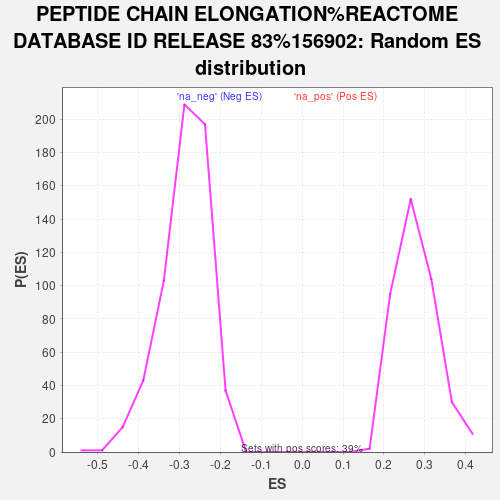 PEPTIDE CHAIN ELONGATION%REACTOME
DATABASE ID RELEASE 83%156902: Random ES
distribution
'na_neg' (Neg ES) 'na_pos' (Pos ES)
P(ES)
200
180
160
140
120
100
80
60
40
20
0
Sets with pos scores: 39%
-0.5 -0.4 -0.3 -0.2 -0.1 0.0 0.1 0.2 0.3 0.4
ES